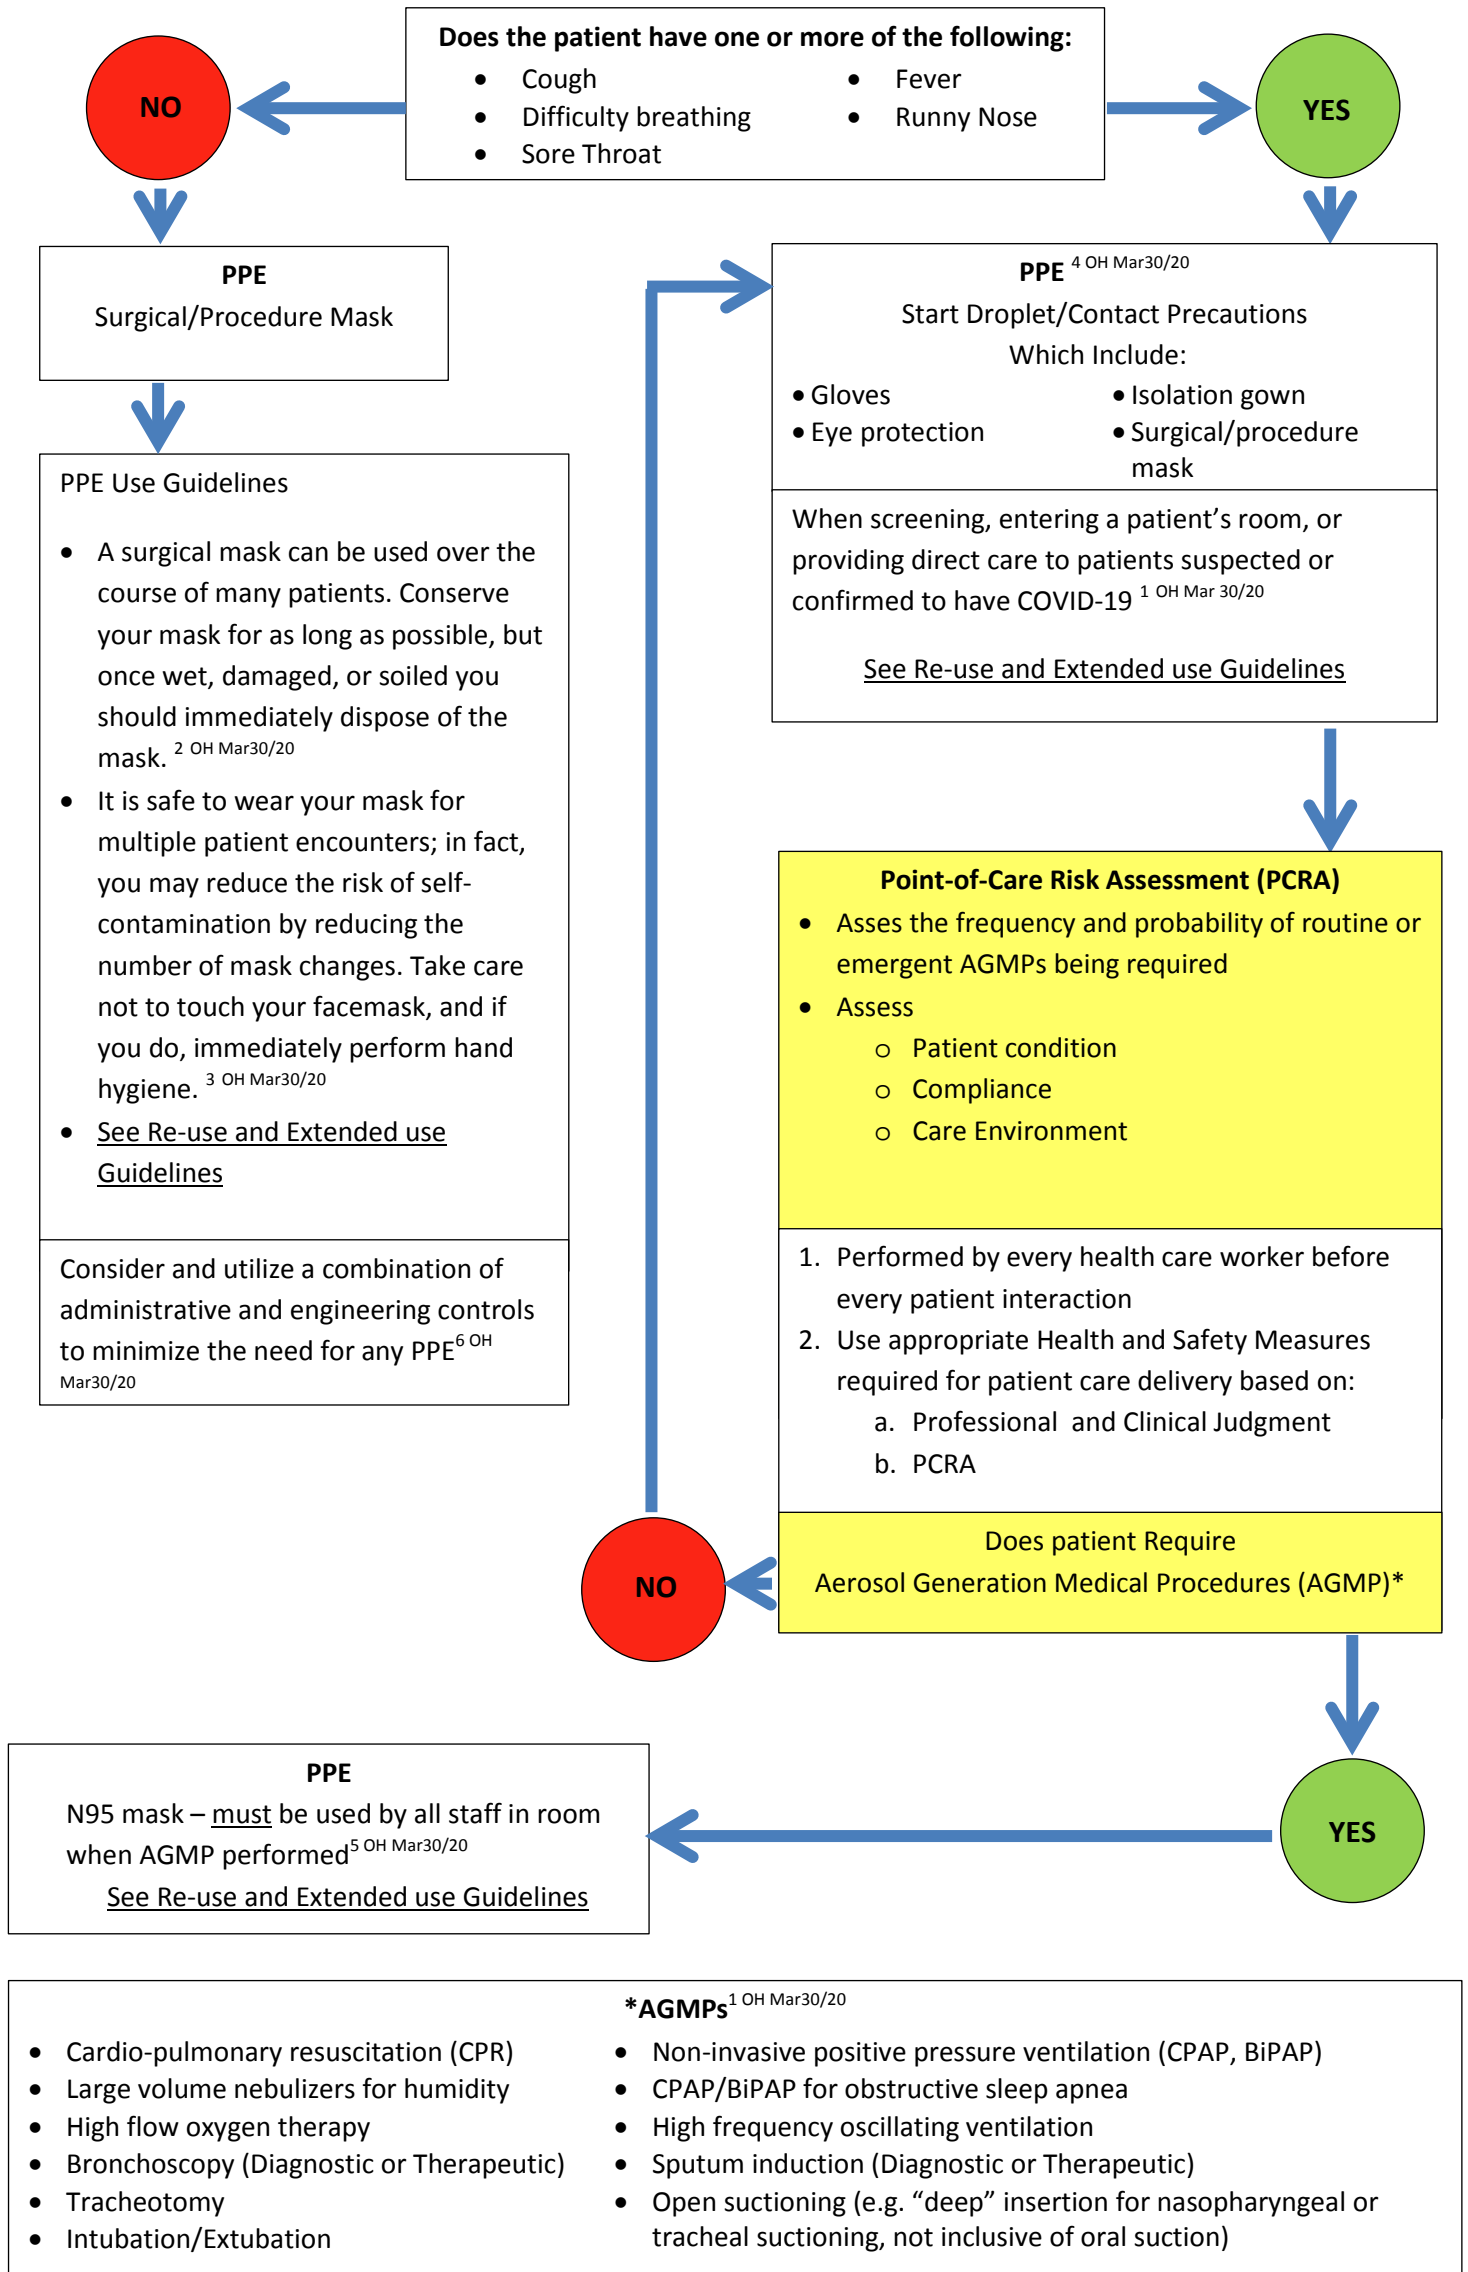 Does the patient have one or more of the following:
• Cough
• Difficulty breathing
• Sore Throat
• Fever
• Runny Nose
NO
YES
PPE
Surgical/Procedure Mask
PPE Use Guidelines
• A surgical mask can be used over the
course of many patients. Conserve
your mask for as long as possible, but
once wet, damaged, or soiled you
should immediately dispose of the
mask. 2 OH Mar30/20
• It is safe to wear your mask for
multiple patient encounters; in fact,
you may reduce the risk of self-
contamination by reducing the
number of mask changes. Take care
not to touch your facemask, and if
you do, immediately perform hand
hygiene. 3 OH Mar30/20
• See Re-use and Extended use
Guidelines
Consider and utilize a combination of
administrative and engineering controls
to minimize the need for any PPE6 OH
Mar30/20
PPE 4 OH Mar30/20
Start Droplet/Contact Precautions
Which Include:
• Gloves
• Eye protection
• Isolation gown
• Surgical/procedure
mask
When screening, entering a patient's room, or
providing direct care to patients suspected or
confirmed to have COVID-19 1 OH Mar 30/20
See Re-use and Extended use Guidelines
Point-of-Care Risk Assessment (PCRA)
• Asses the frequency and probability of routine or
emergent AGMPs being required
• Assess
o Patient condition
o Compliance
o Care Environment
1. Performed by every health care worker before
every patient interaction
2. Use appropriate Health and Safety Measures
required for patient care delivery based on:
a. Professional and Clinical Judgment
b. PCRA
Does patient Require
Aerosol Generation Medical Procedures (AGMP)*
NO
YES
PPE
N95 mask – must be used by all staff in room
when AGMP performed5 OH Mar30/20
See Re-use and Extended use Guidelines
*AGMPs1 OH Mar30/20
• Cardio-pulmonary resuscitation (CPR)
• Large volume nebulizers for humidity
• High flow oxygen therapy
• Bronchoscopy (Diagnostic or Therapeutic)
• Tracheotomy
• Intubation/Extubation
• Non-invasive positive pressure ventilation (CPAP, BiPAP)
• CPAP/BiPAP for obstructive sleep apnea
• High frequency oscillating ventilation
• Sputum induction (Diagnostic or Therapeutic)
• Open suctioning (e.g. “deep” insertion for nasopharyngeal or
tracheal suctioning, not inclusive of oral suction)